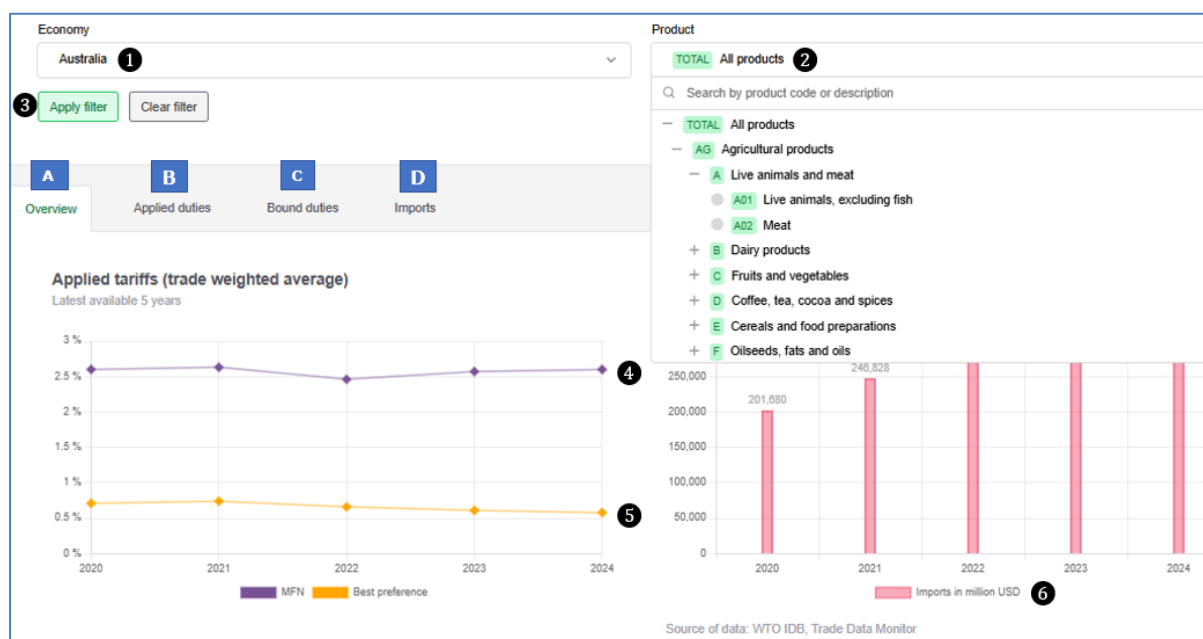 Economy
Australia 1
3 Apply filter Clear filter
Product
TOTAL All products 2
Search by product code or description
TOTAL All products
AG Agricultural products
A Live animals and meat
A01 Live animals, excluding fish
A02 Meat
B Dairy products
C Fruits and vegetables
D Coffee, tea, cocoa and spices
E Cereals and food preparations
F Oilseeds, fats and oils
A B C D
Overview Applied duties Bound duties Imports
Applied tariffs (trade weighted average)
Latest available 5 years
3 %
2.5 %
2 %
1.5 %
1 %
0.5 %
0 %
4
5
2020 2021 2022 2023 2024
MFN Best preference
250,000
200,000
150,000
100,000
50,000
0
201,680
246,828
2020 2021 2022 2023 2024
Imports in million USD 6
Source of data: WTO IDB, Trade Data Monitor